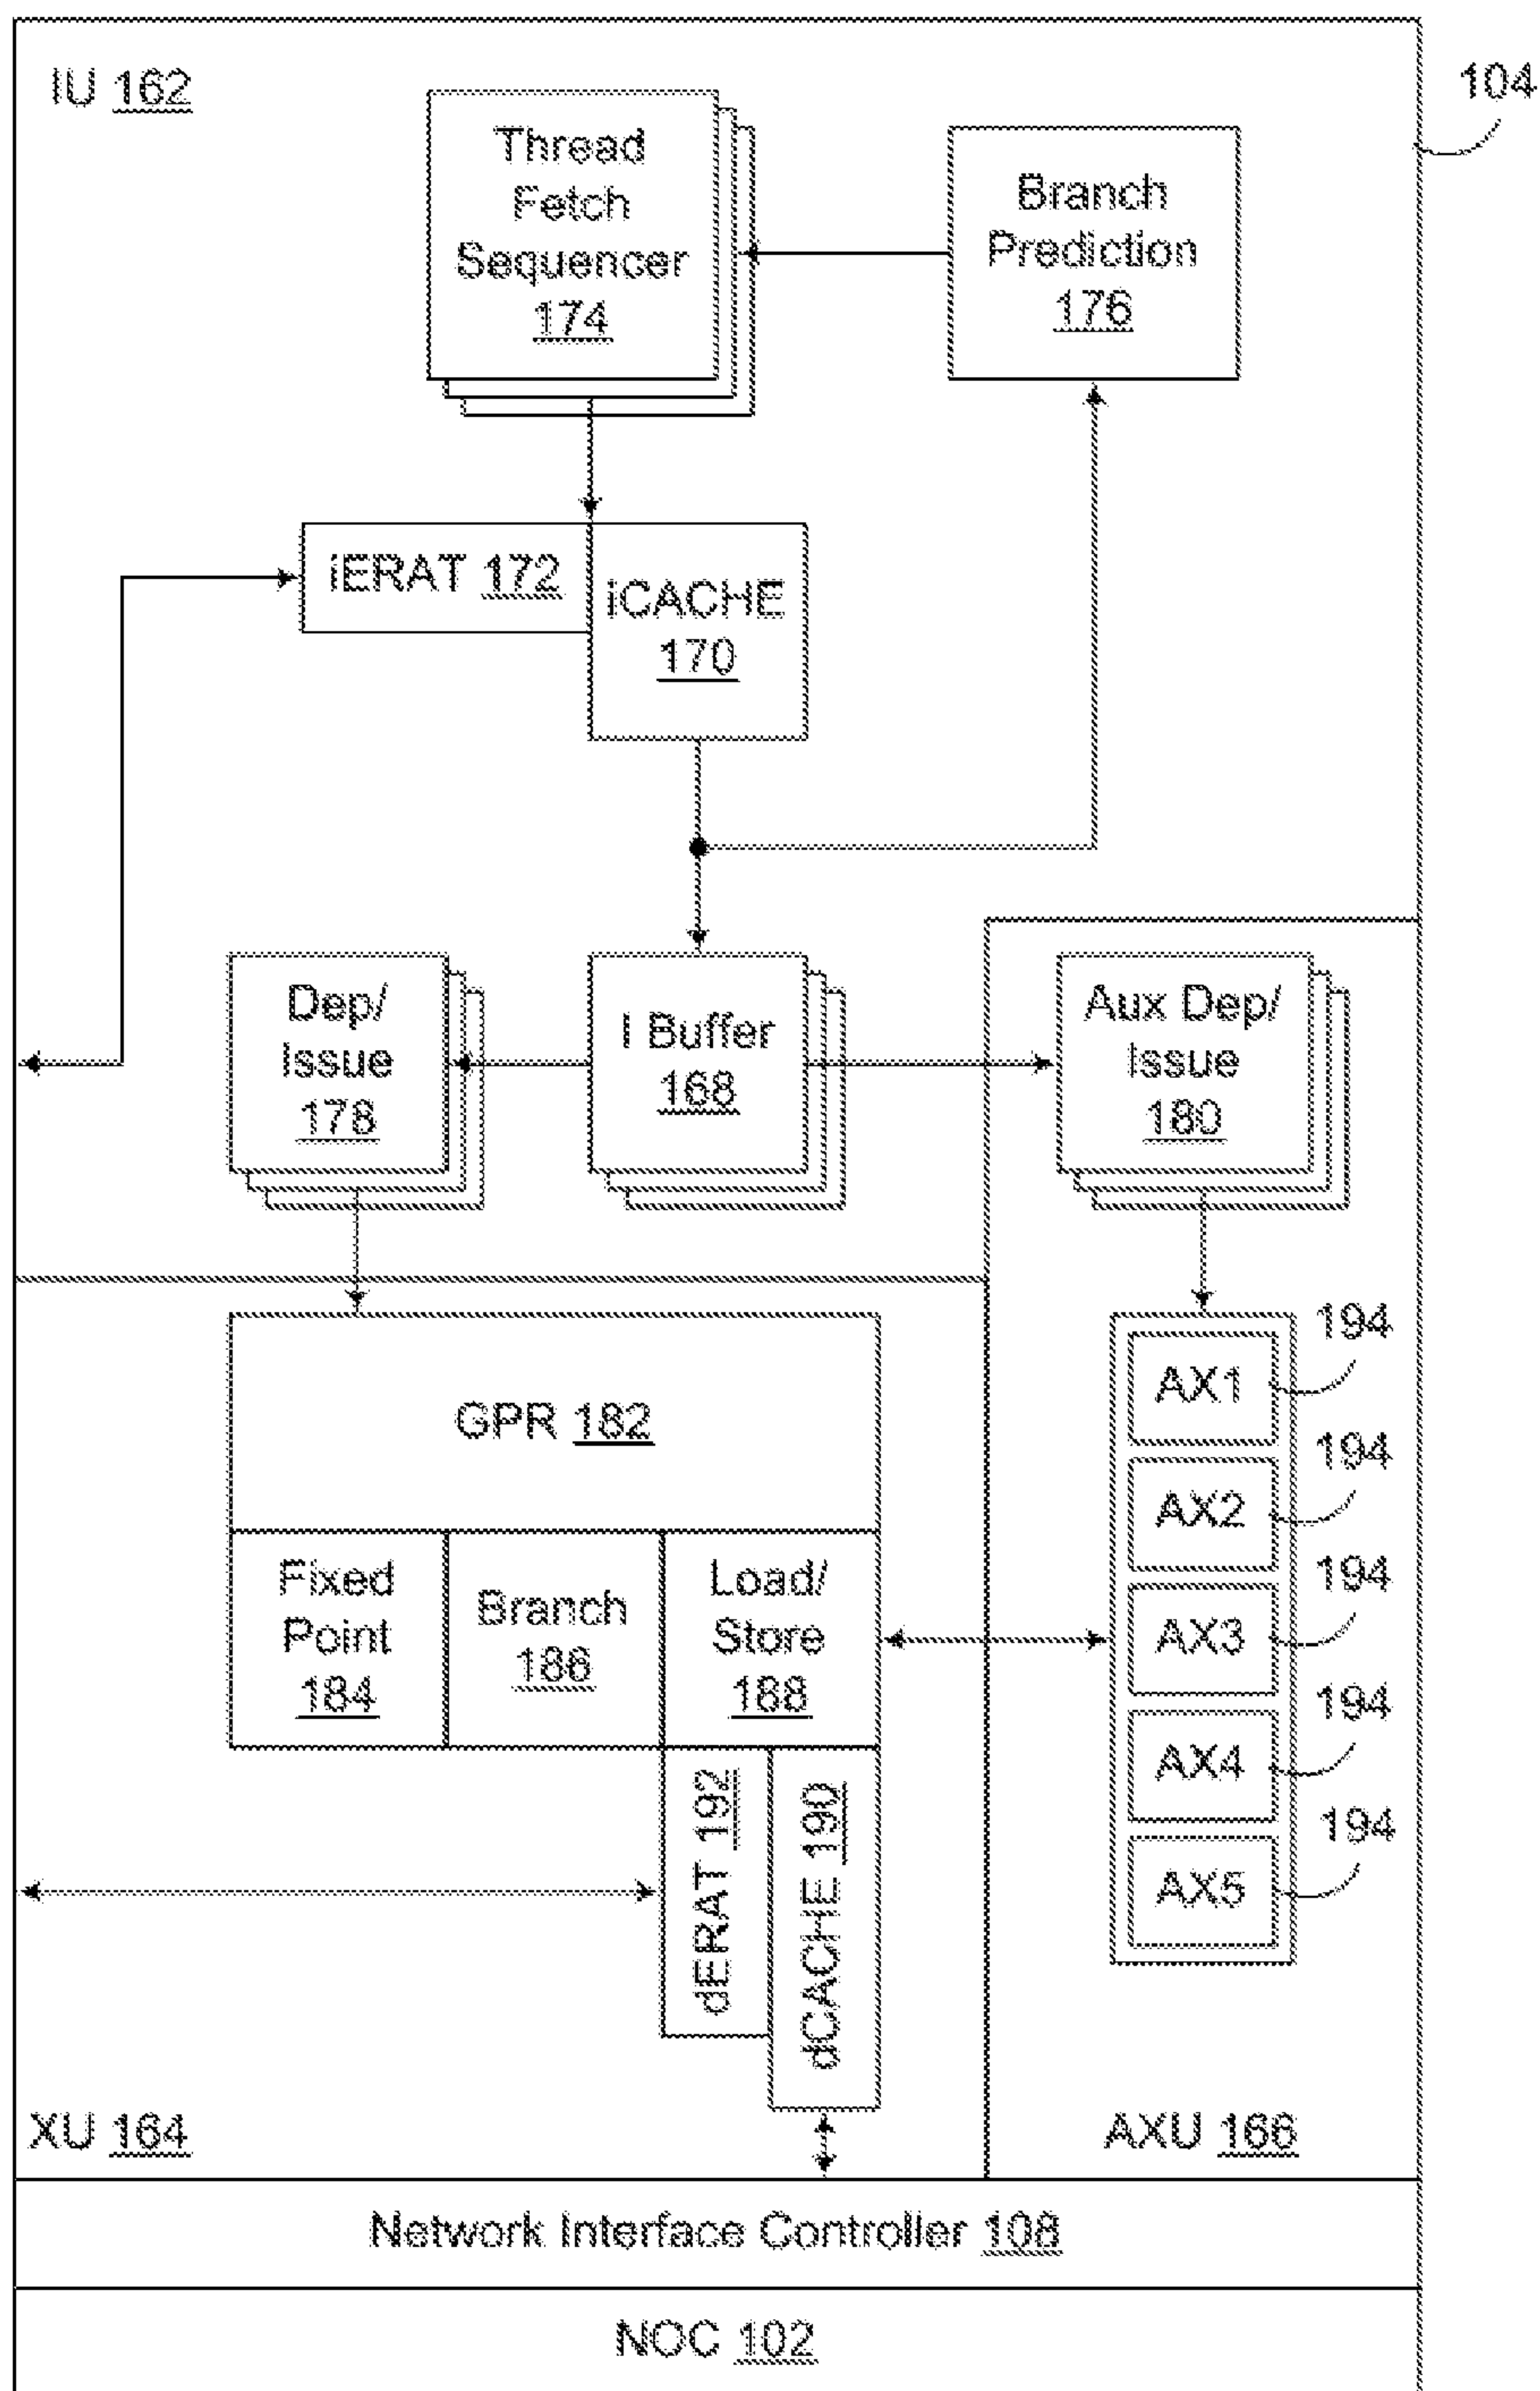 IU 162
104
Thread
Fetch
Sequencer
174
Branch
Prediction
176
iERAT 172
iCACHE
170
Dep/
Issue
178
I Buffer
168
Aux Dep/
Issue
180
GPR 182
Fixed
Point
184
Branch
186
Load/
Store
188
dERAT 192
dCACHE 190
AX1
194
AX2
194
AX3
194
AX4
194
AX5
194
XU 164
AXU 166
Network Interface Controller 108
NOC 102